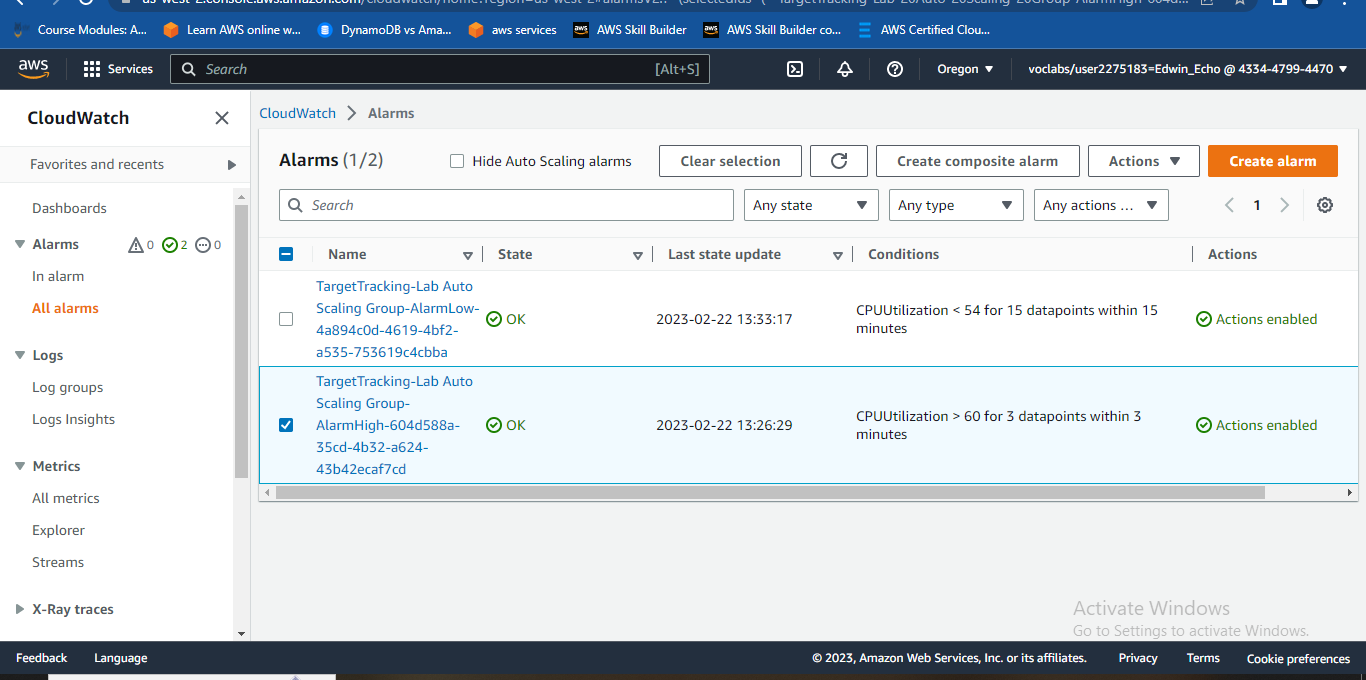 Course Modules: A...
Learn AWS online w...
DynamoDB vs Ama...
aws services
aws
AWS Skill Builder
aws
AWS Skill Builder co...
AWS Certified Clou...
aws
Services
Search
[Alt+S]
Oregon
voclabs/user2275183=Edwin_Echo @ 4334-4799-4470
CloudWatch
Favorites and recents
Dashboards
Alarms
0
2
0
In alarm
All alarms
Logs
Log groups
Logs Insights
Metrics
All metrics
Explorer
Streams
X-Ray traces
CloudWatch
Alarms
Alarms (1/2)
Hide Auto Scaling alarms
Clear selection
Create composite alarm
Actions
Create alarm
Search
Any state
Any type
Any actions ...
1
Name
State
Last state update
Conditions
Actions
TargetTracking-Lab Auto
Scaling Group-AlarmLow-
4a894c0d-4619-4bf2-
a535-753619c4cbba
OK
2023-02-22 13:33:17
CPUUtilization < 54 for 15 datapoints within 15
minutes
Actions enabled
TargetTracking-Lab Auto
Scaling Group-
AlarmHigh-604d588a-
35cd-4b32-a624-
43b42ecaf7cd
OK
2023-02-22 13:26:29
CPUUtilization > 60 for 3 datapoints within 3
minutes
Actions enabled
Activate Windows
Go to Settings to activate Windows.
Feedback
Language
© 2023, Amazon Web Services, Inc. or its affiliates.
Privacy
Terms
Cookie preferences